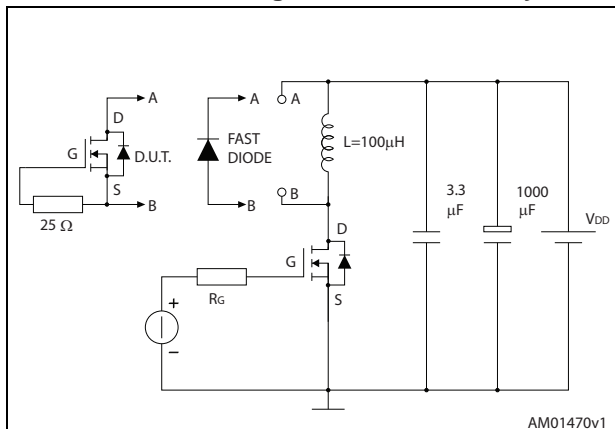 A
A
A
D
G
D.U.T.
FAST
DIODE
L=100µH
S
B
B
B
25 Ω
3.3
µF
1000
µF
VDD
D
G
S
RG
+
−
AM01470v1